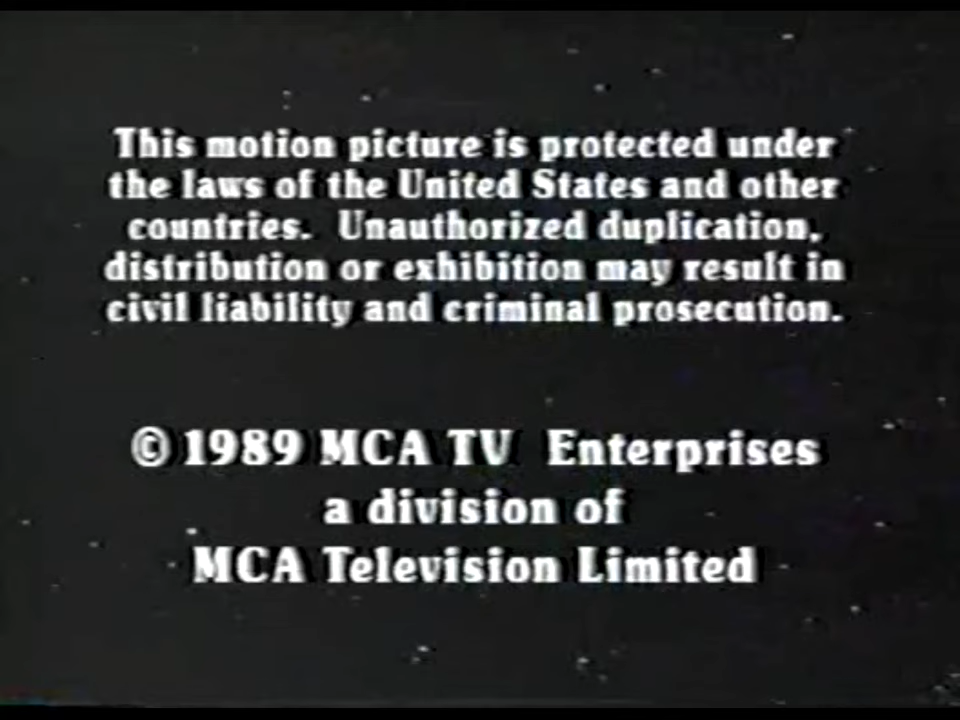 This motion picture is protected under
the laws of the United States and other
countries. Unauthorized duplication,
distribution or exhibition may result in
civil liability and criminal prosecution.
© 1989 MCA TV Enterprises
a division of
MCA Television Limited